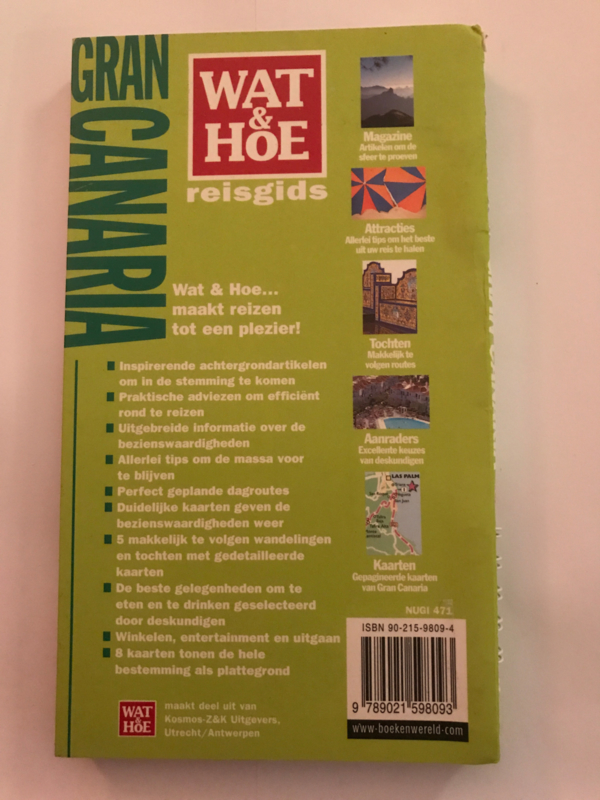 GRAN
CANARIA
WAT
&
HOE
reisgids
Wat & Hoe...
maakt reizen
tot een plezier!
Inspirerende achtergrondartikelen
om in de stemming te komen
Praktische adviezen om efficiënt
rond te reizen
Uitgebreide informatie over de
bezienswaardigheden
Allerlei tips om de massa voor
te blijven
Perfect geplande dagroutes
Duidelijke kaarten geven de
bezienswaardigheden weer
5 makkelijk te volgen wandelingen
en tochten met gedetailleerde
kaarten
De beste gelegenheden om te
eten en te drinken geselecteerd
door deskundigen
Winkelen, entertainment en uitgaan
8 kaarten tonen de hele
bestemming als plattegrond
WAT
&
HOE
maakt deel uit van
Kosmos-Z&K Uitgevers,
Utrecht/Antwerpen
Magazine
Artikelen om de
sfeer te proeven
Attracties
Allerlei tips om het beste
uit uw reis te halen
Tochten
Makkelijk te
volgen routes
Aanraders
Excellente keuzes
van deskundigen
LAS PALM
Kaarten
Gepagineerde kaarten
van Gran Canaria
NUGI 473
ISBN 90-215-9809-4
9 789021 598093
www.boekenwereld.com